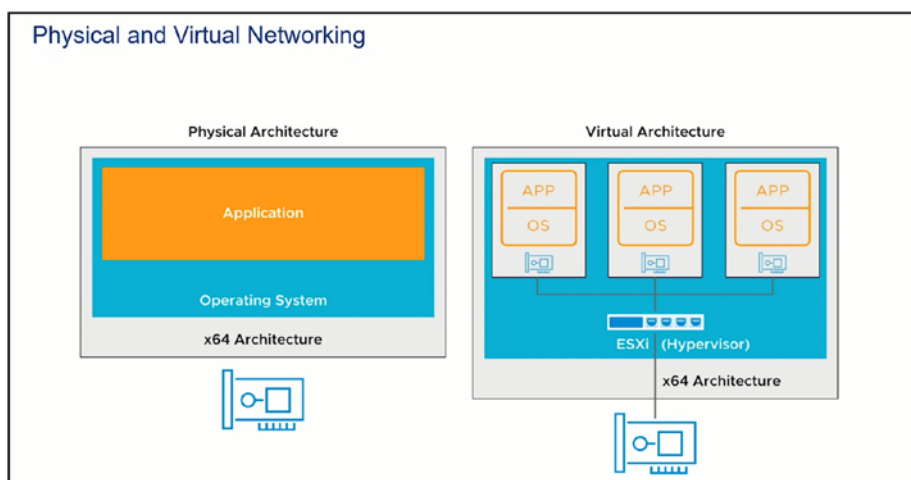 Physical and Virtual Networking
Physical Architecture
Application
Operating System
x64 Architecture
Virtual Architecture
APP
OS
APP
OS
APP
OS
ESXi (Hypervisor)
x64 Architecture